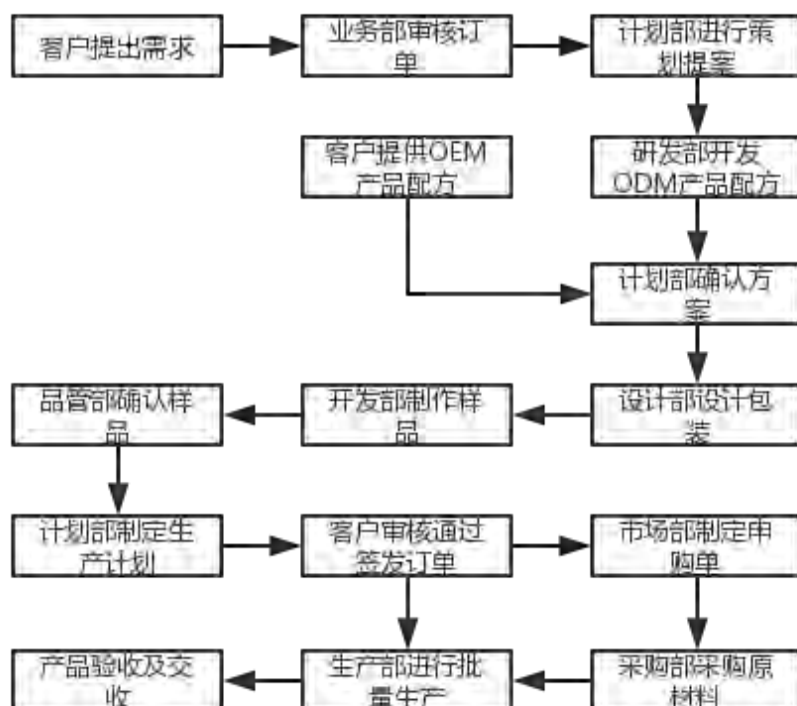 客户提出需求
业务部审核订
单
计划部进行策
划提案
客户提供OEM
产品配方
研发部开发
ODM产品配方
计划部确认方
案
品管部确认样
品
开发部制作样
品
设计部设计包
装
计划部制定生
产计划
客户审核通过
签发订单
市场部制定申
购单
产品验收及交
收
生产部进行批
量生产
采购部采购原
材料